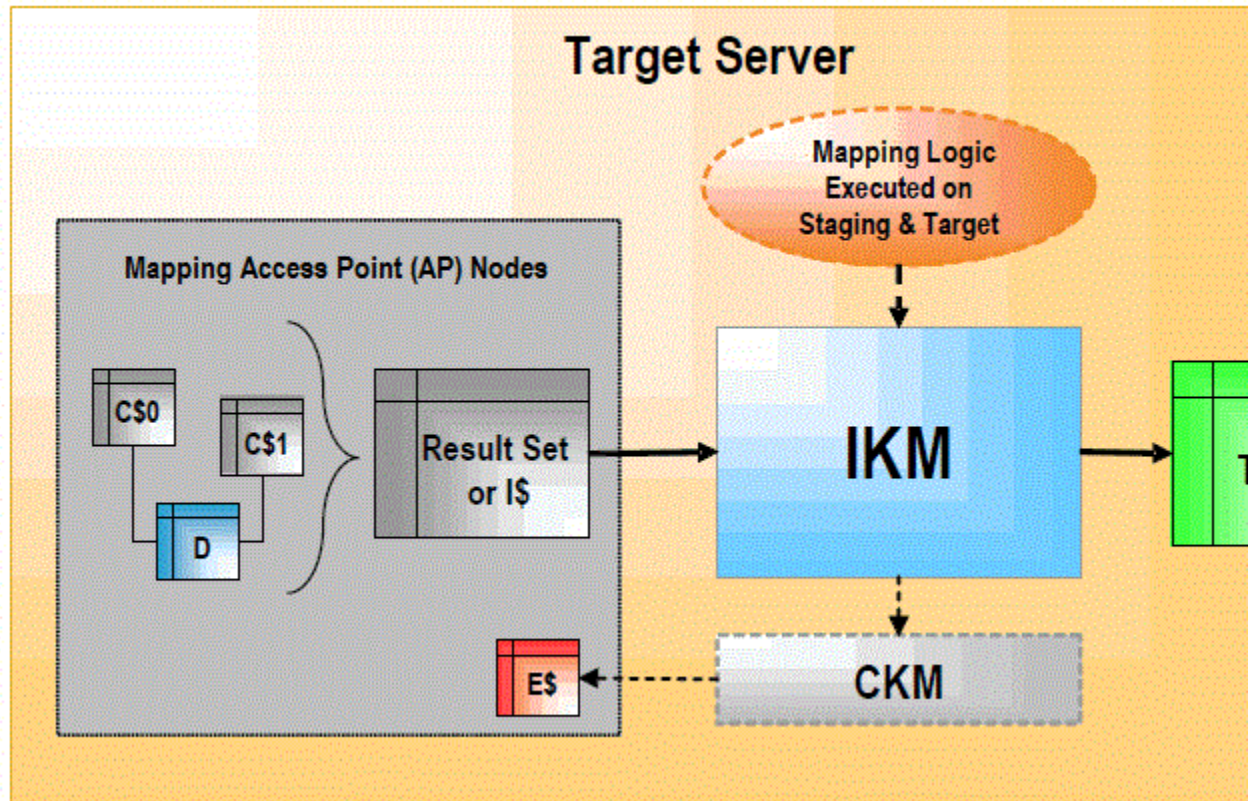 Target Server
Mapping Logic
Executed on
Staging & Target
Mapping Access Point (AP) Nodes
C$0
C$1
D
Result Set
or I$
IKM
T
E$
CKM